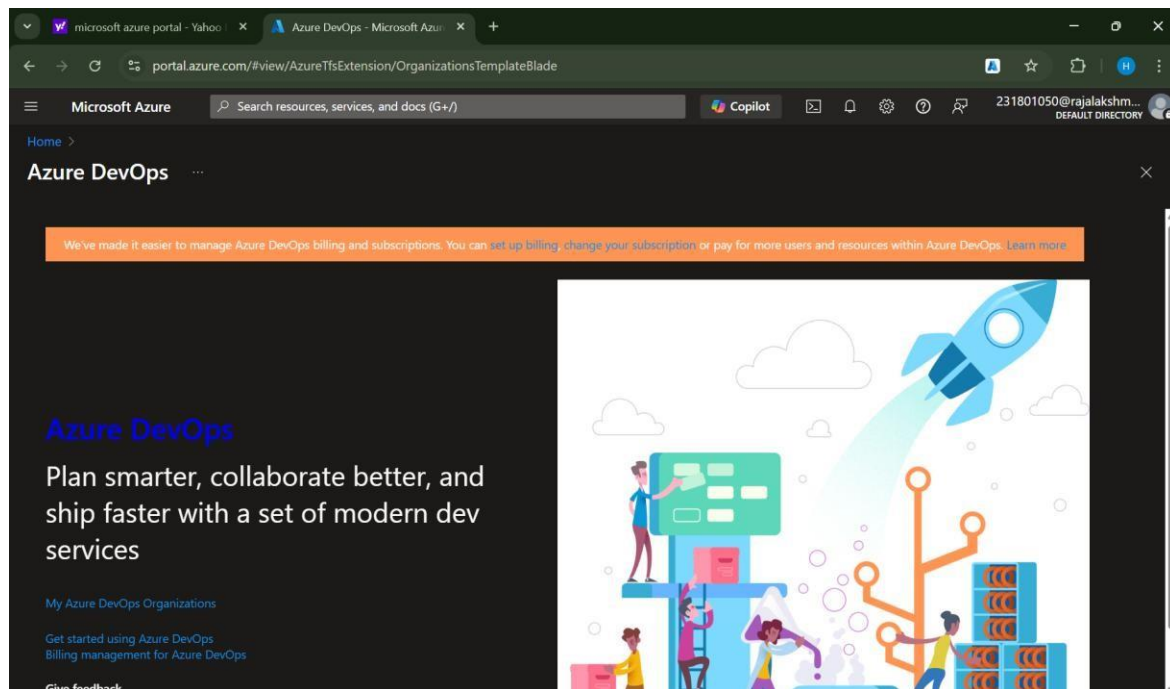 microsoft azure portal - Yahoo
Azure DevOps - Microsoft Azur
portal.azure.com/#view/AzureTfsExtension/OrganizationsTemplateBlade
H
Microsoft Azure
Search resources, services, and docs (G+/)
Copilot
231801050@rajalakshm...
DEFAULT DIRECTORY
Home >
Azure DevOps ...
We've made it easier to manage Azure DevOps billing and subscriptions. You can set up billing, change your subscription or pay for more users and resources within Azure DevOps. Learn more
Azure DevOps
Plan smarter, collaborate better, and
ship faster with a set of modern dev
services
My Azure DevOps Organizations
Get started using Azure DevOps
Billing management for Azure DevOps
Give feedback